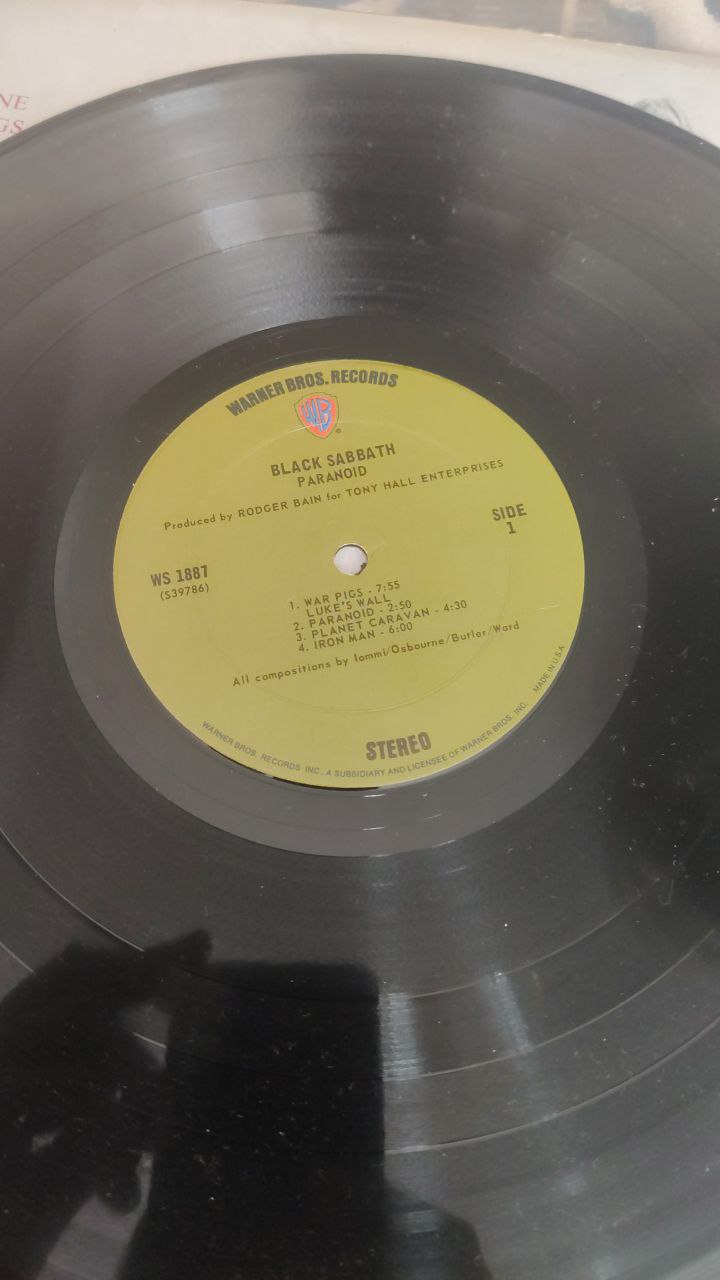 NE
GS
WARNER BROS. RECORDS
WB
®
BLACK SABBATH
PARANOID
Produced by RODGER BAIN for TONY HALL ENTERPRISES
SIDE
1
WS 1887
(S39786)
1. WAR PIGS - 7:55
LUKE'S WALL
2. PARANOID - 2:50
3. PLANET CARAVAN - 4:30
4. IRON MAN - 6:00
All compositions by Iommi/Osbourne/Butler/Ward
STEREO
WARNER BROS. RECORDS INC., A SUBSIDIARY AND LICENSEE OF WARNER BROS. INC. MADE IN U.S.A.